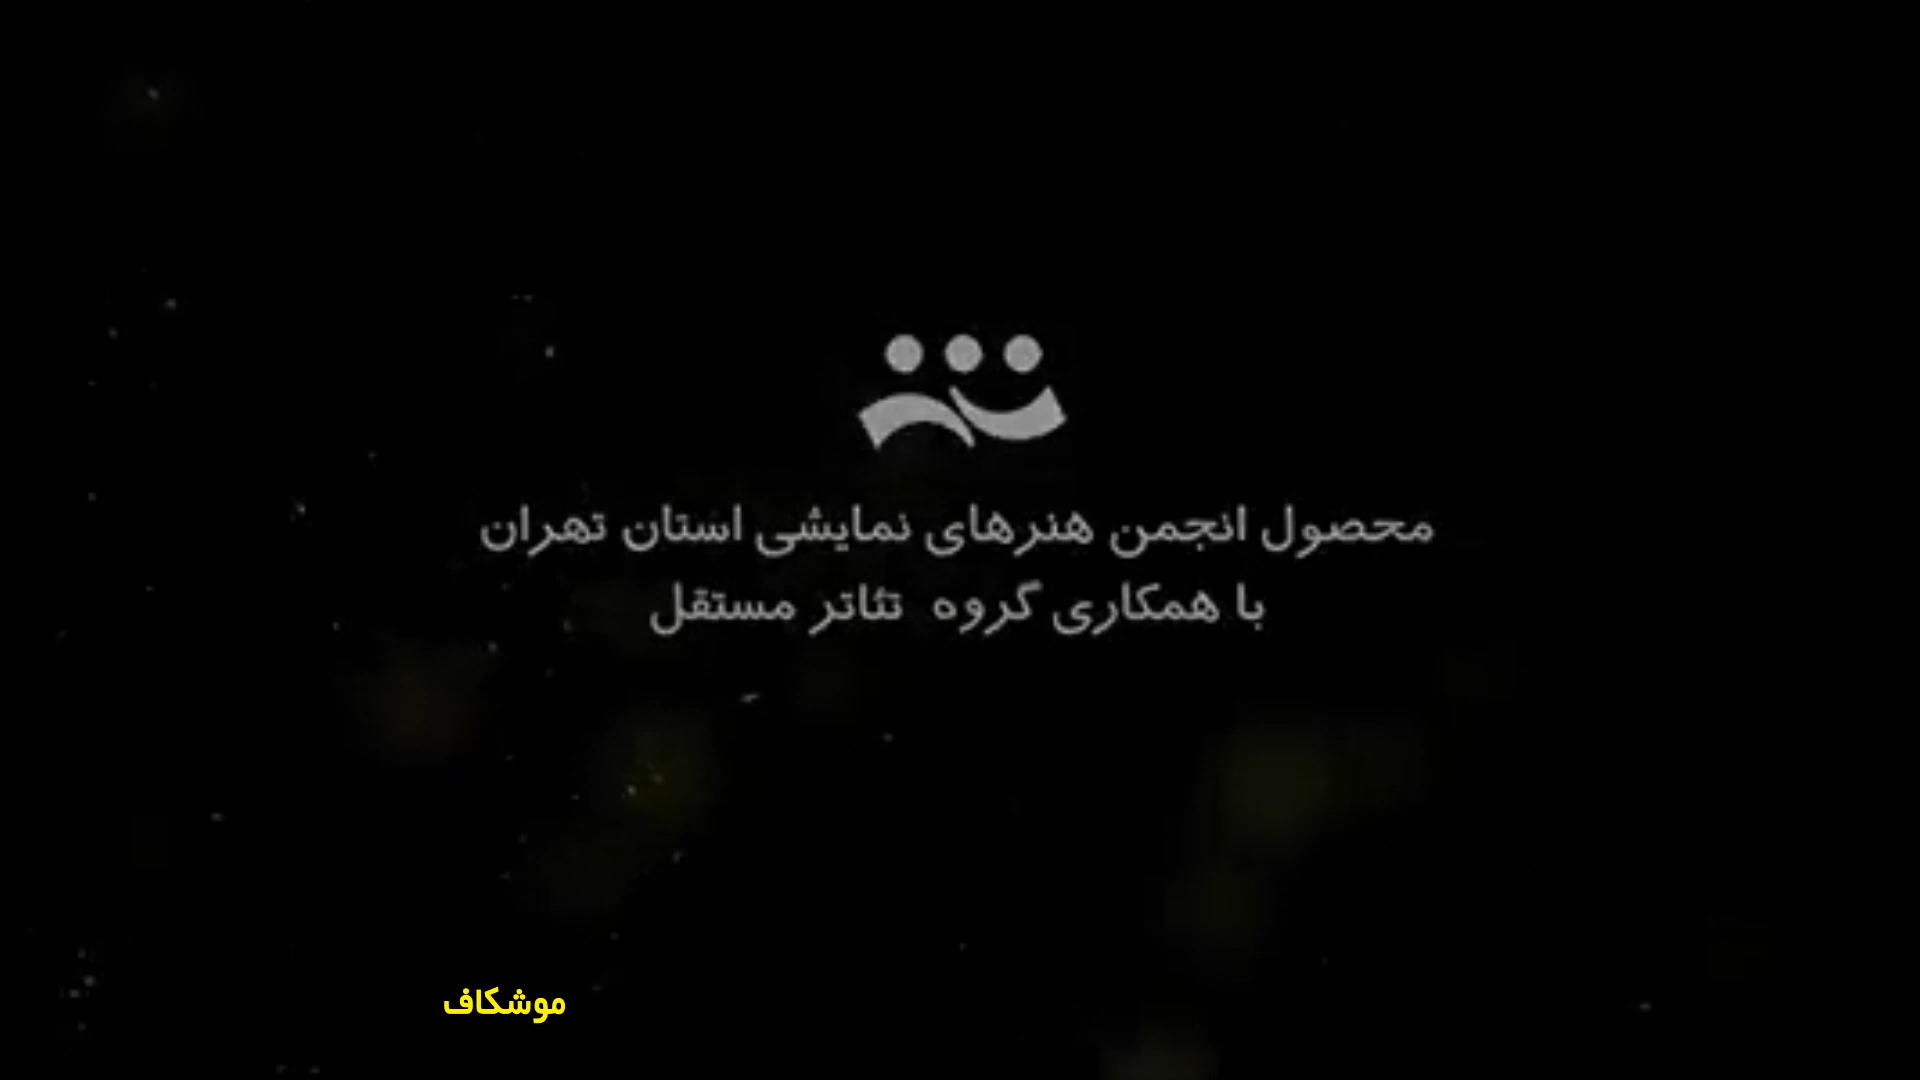 محصول انجمن هنرهای نمایشی استان تهران
با همکاری گروه تئاتر مستقل
موشکاف